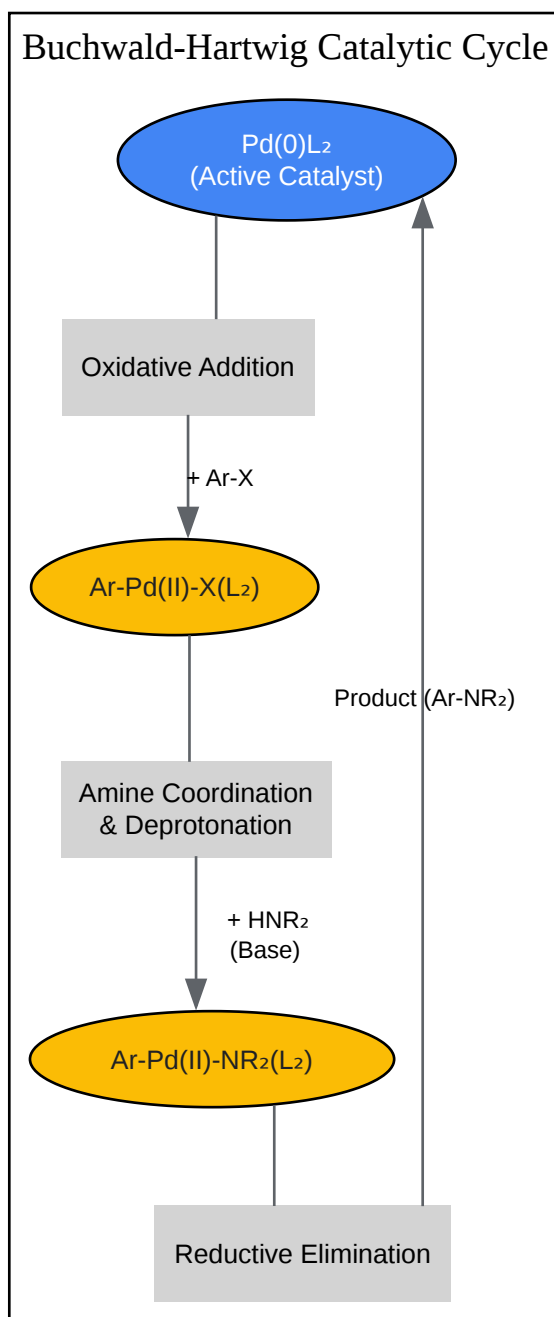 Buchwald-Hartwig Catalytic Cycle
Pd(0)L₂
(Active Catalyst)
Oxidative Addition
+ Ar-X
Ar-Pd(II)-X(L₂)
Product (Ar-NR₂)
Amine Coordination
& Deprotonation
+ HNR₂
(Base)
Ar-Pd(II)-NR₂(L₂)
Reductive Elimination